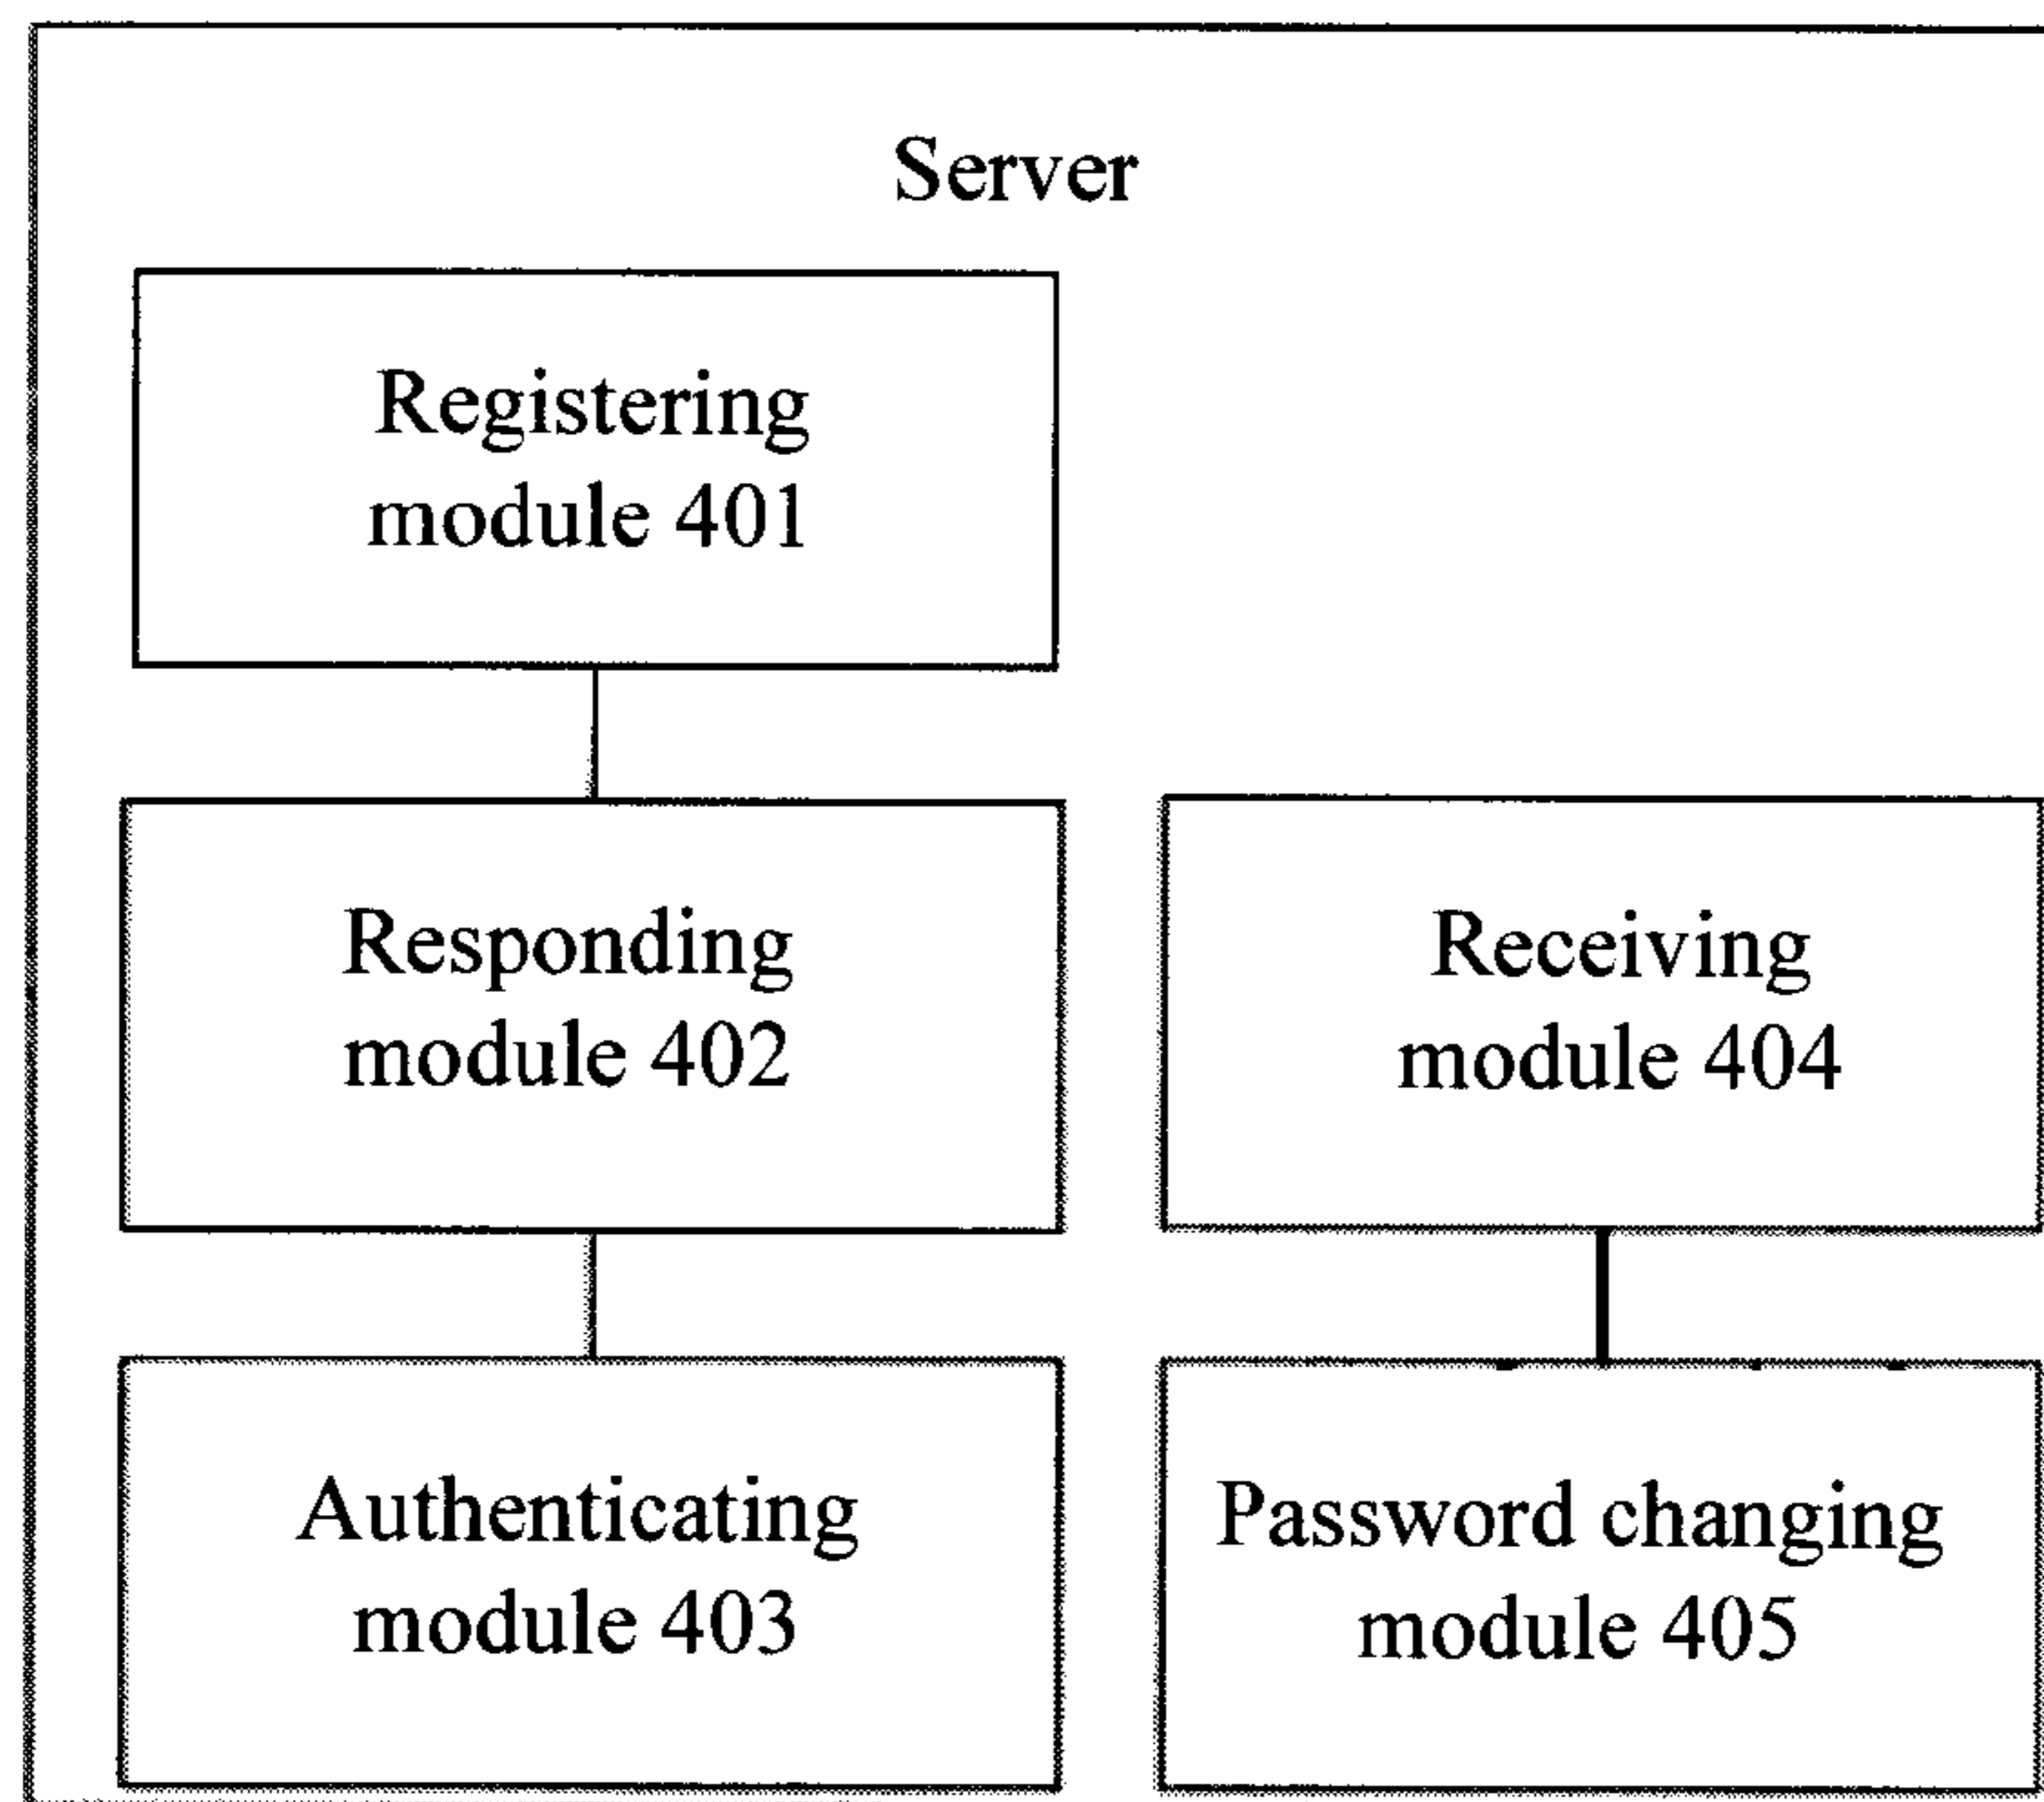 Server
Registering
module 401
Responding
module 402
Receiving
module 404
Authenticating
module 403
Password changing
module 405